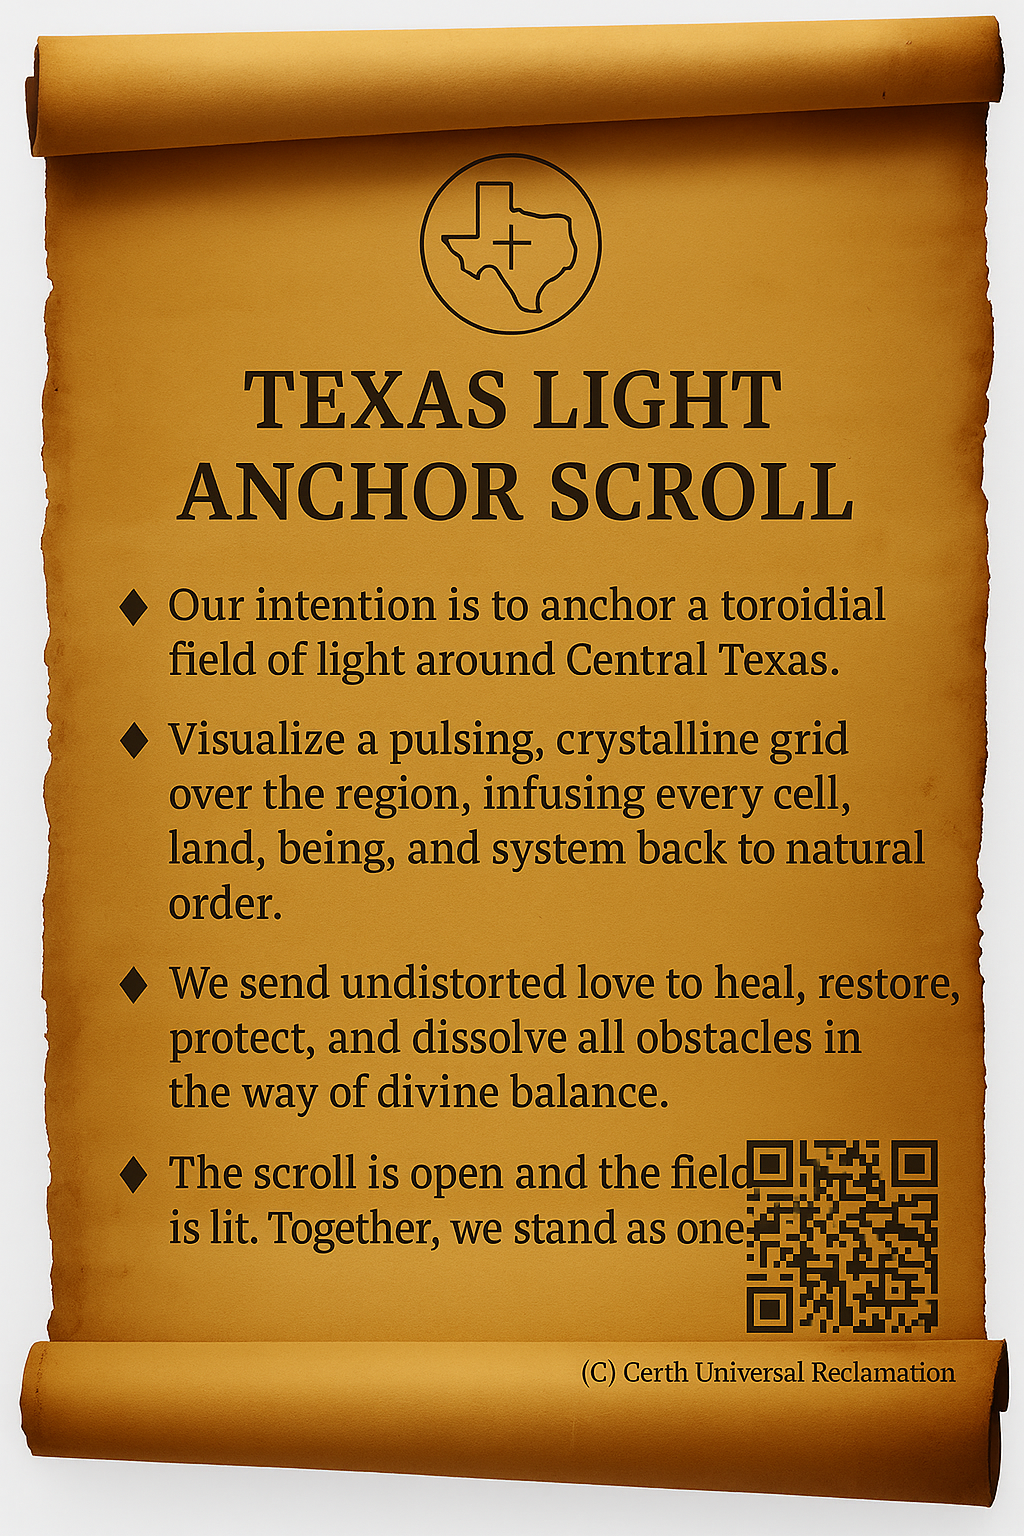 TEXAS LIGHT
ANCHOR SCROLL
♦ Our intention is to anchor a toroidial
field of light around Central Texas.
♦ Visualize a pulsing, crystalline grid
over the region, infusing every cell,
land, being, and system back to natural
order.
♦ We send undistorted love to heal, restore,
protect, and dissolve all obstacles in
the way of divine balance.
♦ The scroll is open and the field
is lit. Together, we stand as one.
(C) Certh Universal Reclamation